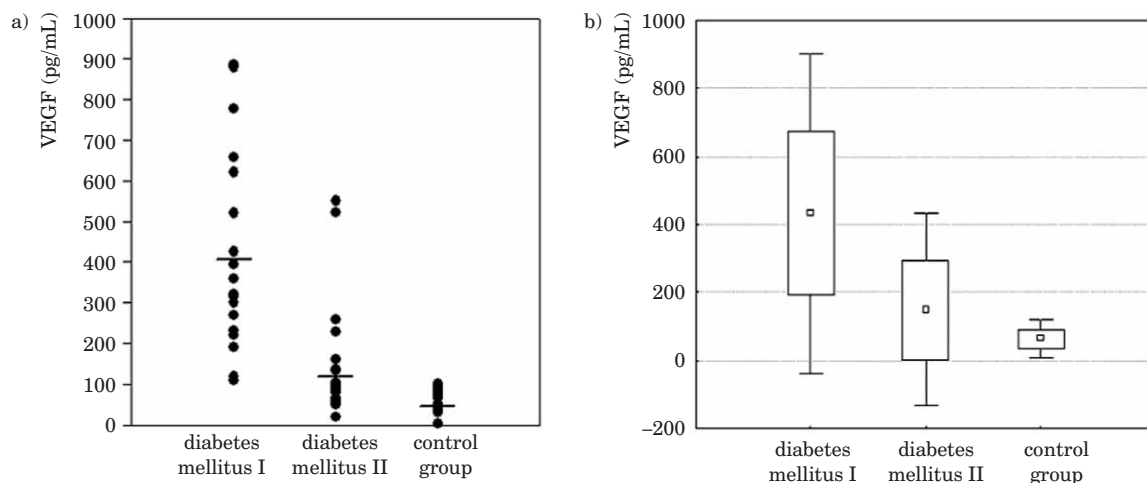 a)
VEGF (pg/mL)
1000
900
800
700
600
500
400
300
200
100
0
diabetes
mellitus I
diabetes
mellitus II
control
group
b)
VEGF (pg/mL)
1000
800
600
400
200
0
–200
diabetes
mellitus I
diabetes
mellitus II
control
group